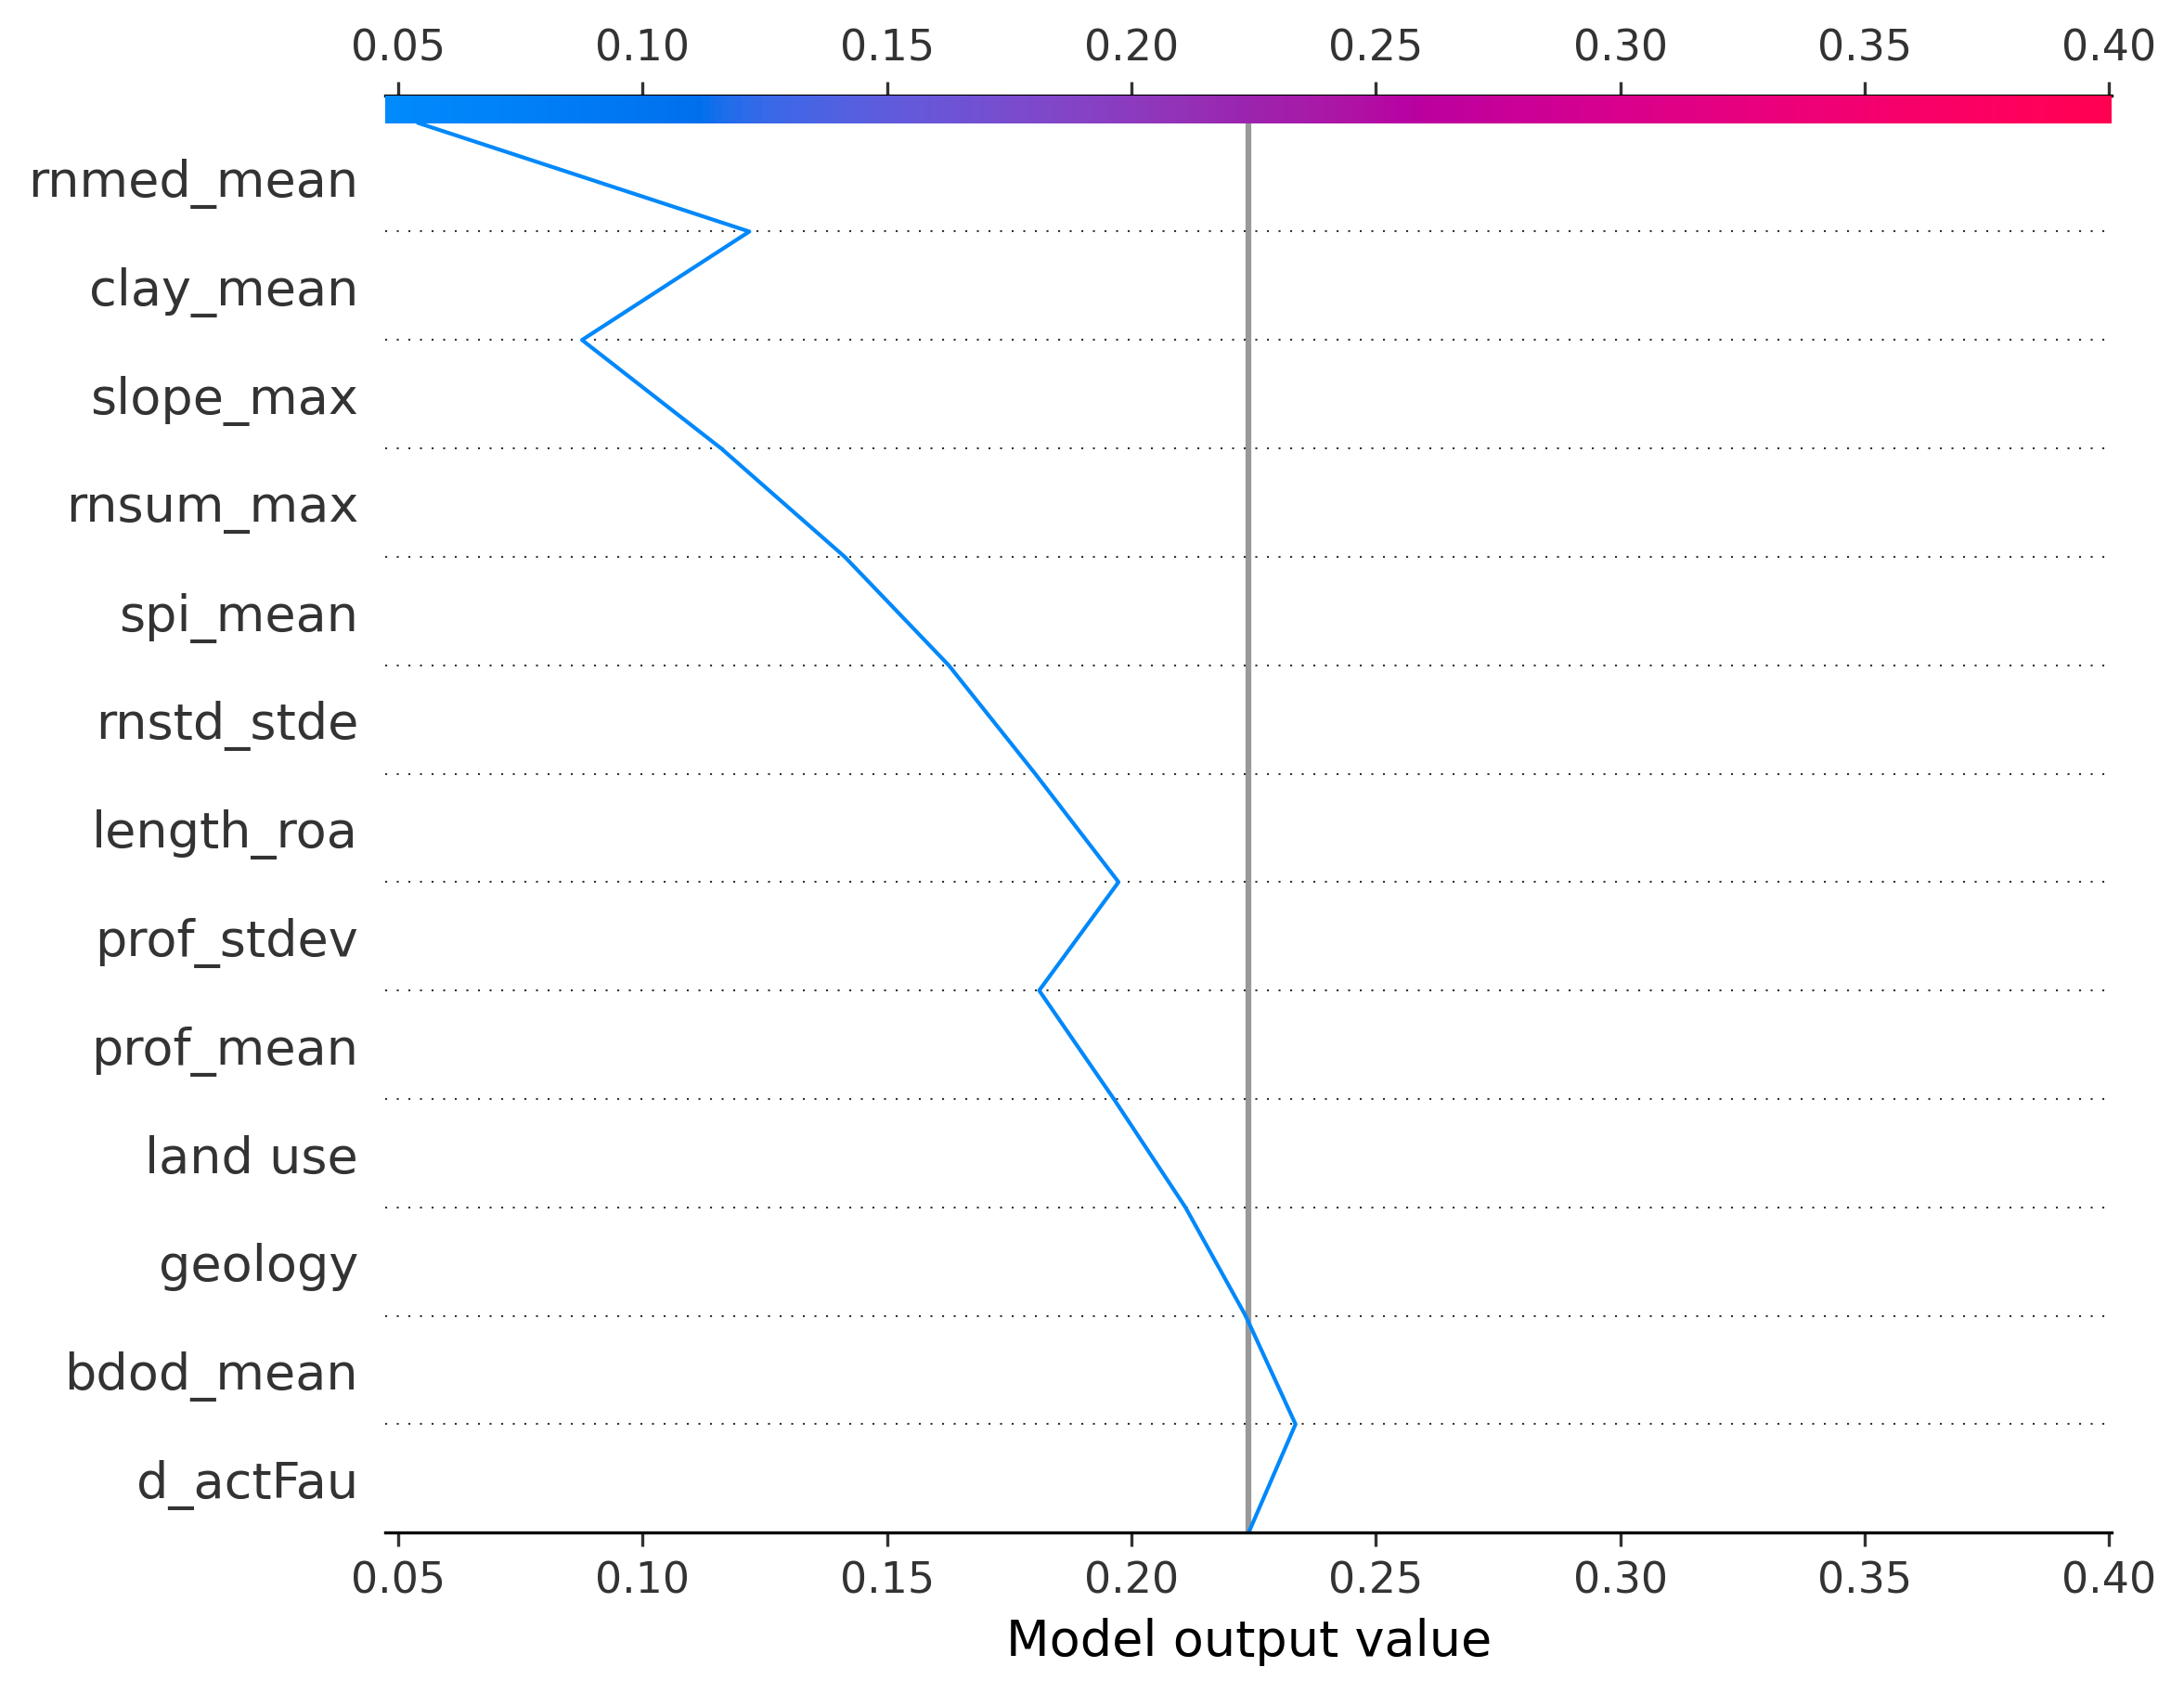 0.05 0.10 0.15 0.20 0.25 0.30 0.35 0.40
rnmed_mean
clay_mean
slope_max
rnsum_max
spi_mean
rnstd_stde
length_roa
prof_stdev
prof_mean
land use
geology
bdod_mean
d_actFau
0.05 0.10 0.15 0.20 0.25 0.30 0.35 0.40
Model output value